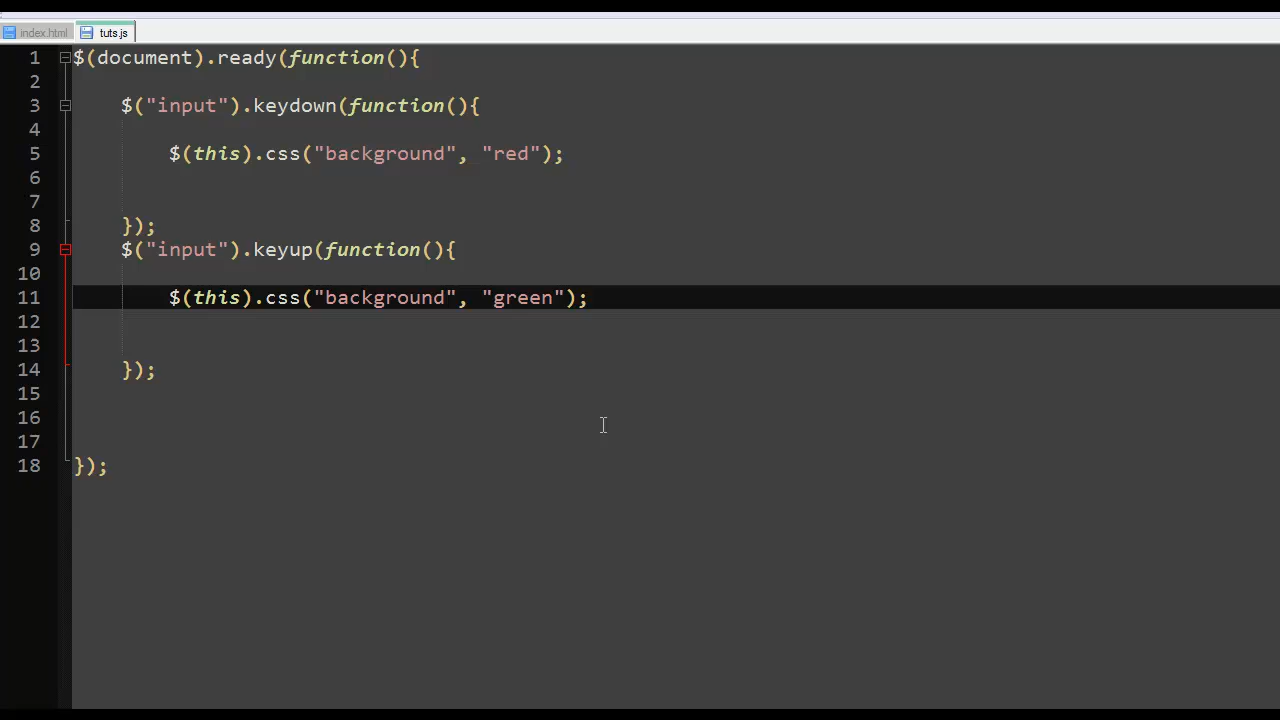 index.html tuts.js
1 $(document).ready(function(){
2
3 $("input").keydown(function(){
4
5 $(this).css("background", "red");
6
7
8 });
9 $("input").keyup(function(){
10
11 $(this).css("background", "green");
12
13
14 });
15
16
17
18 });